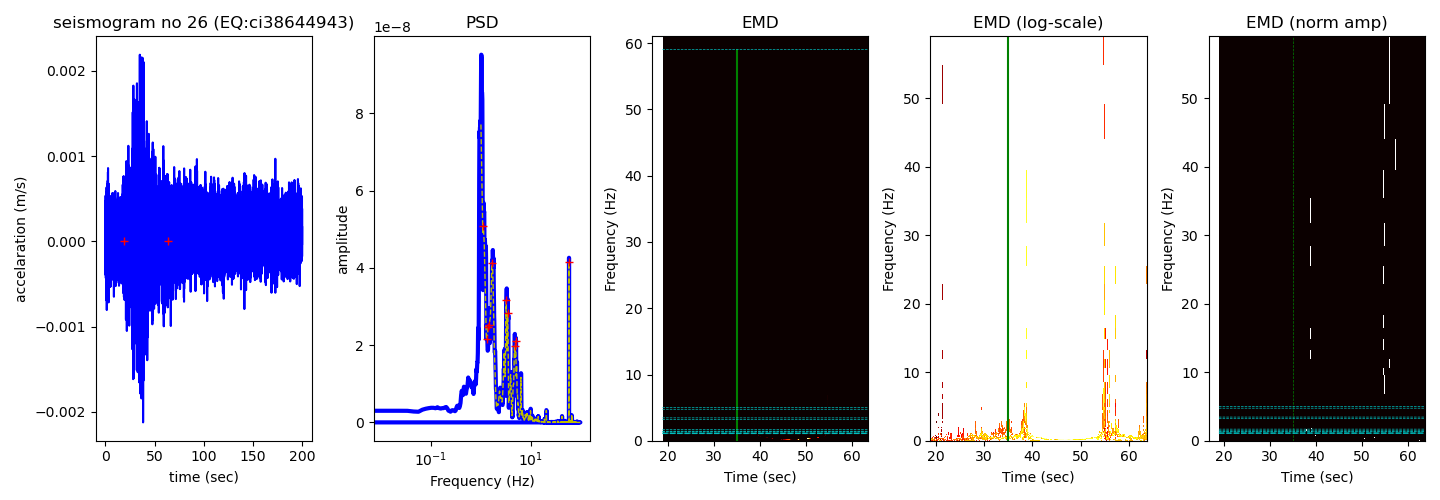 seismogram no 26 (EQ:ci38644943)
PSD
EMD
EMD (log-scale)
EMD (norm amp)
1e−8
accelaration (m/s)
0.002
0.001
0.000
−0.001
−0.002
0 50 100 150 200
time (sec)
amplitude
8
6
4
2
0
10⁻¹ 10¹
Frequency (Hz)
Frequency (Hz)
60
50
40
30
20
10
0
30 40 50 60
20
Time (sec)
Frequency (Hz)
50
40
30
20
10
0
20 30 40 50 60
Time (sec)
Frequency (Hz)
50
40
30
20
10
0
20 30 40 50 60
Time (sec)